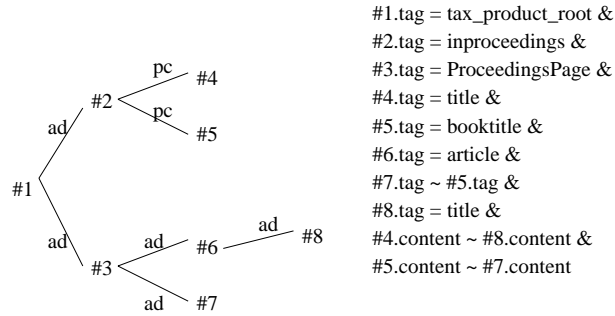 #1
ad
ad
#2
pc
pc
#4
#5
#3
ad
ad
#6
ad
#8
#7
#1.tag = tax_product_root &
#2.tag = inproceedings &
#3.tag = ProceedingsPage &
#4.tag = title &
#5.tag = booktitle &
#6.tag = article &
#7.tag ~ #5.tag &
#8.tag = title &
#4.content ~ #8.content &
#5.content ~ #7.content